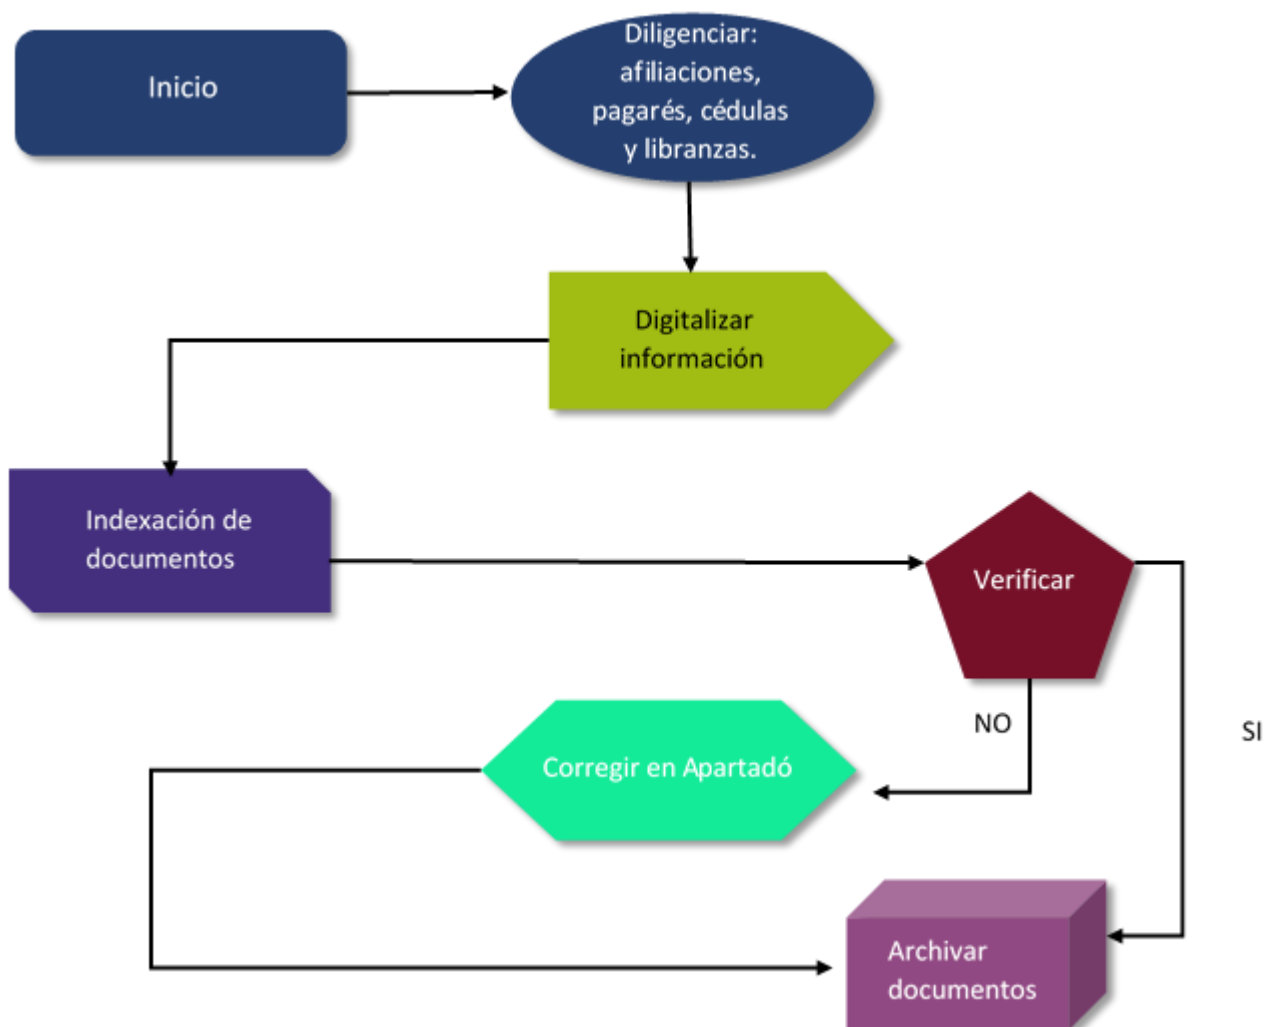 Inicio
Diligenciar:
afiliaciones,
pagarés, cédulas
y libranzas.
Digitalizar
información
Indexación de
documentos
Verificar
NO
SI
Corregir en Apartadó
Archivar
documentos